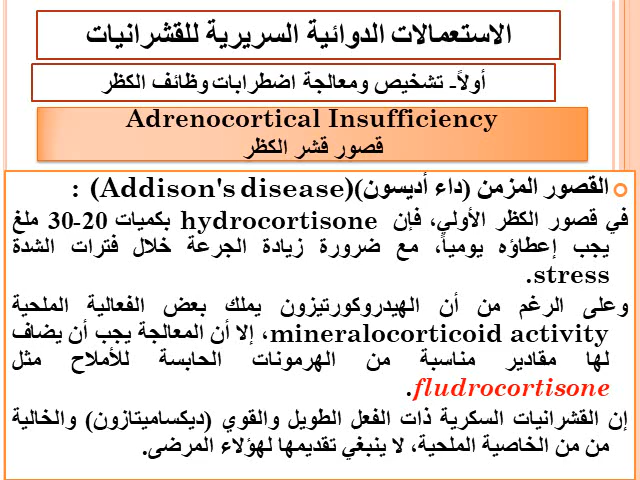 الاستعمالات الدوائية السريرية للقشرانيات
أولاً- تشخيص ومعالجة اضطرابات وظائف الكظر
Adrenocortical Insufficiency
قصور قشر الكظر
القصور المزمن (داء أديسون)(Addison's disease) :
في قصور الكظر الأولي، فإن hydrocortisone بكميات 20-30 ملغ
يجب إعطاؤه يومياً، مع ضرورة زيادة الجرعة خلال فترات الشدة
stress.
وعلى الرغم من أن الهيدروكورتيزون يملك بعض الفعالية الملحية
mineralocorticoid activity، إلا أن المعالجة يجب أن يضاف
لها مقادير مناسبة من الهرمونات الحابسة للأملاح مثل
fludrocortisone.
إن القشرانيات السكرية ذات الفعل الطويل والقوي (ديكساميتازون) والخالية
من من الخاصية الملحية، لا ينبغي تقديمها لهؤلاء المرضى.